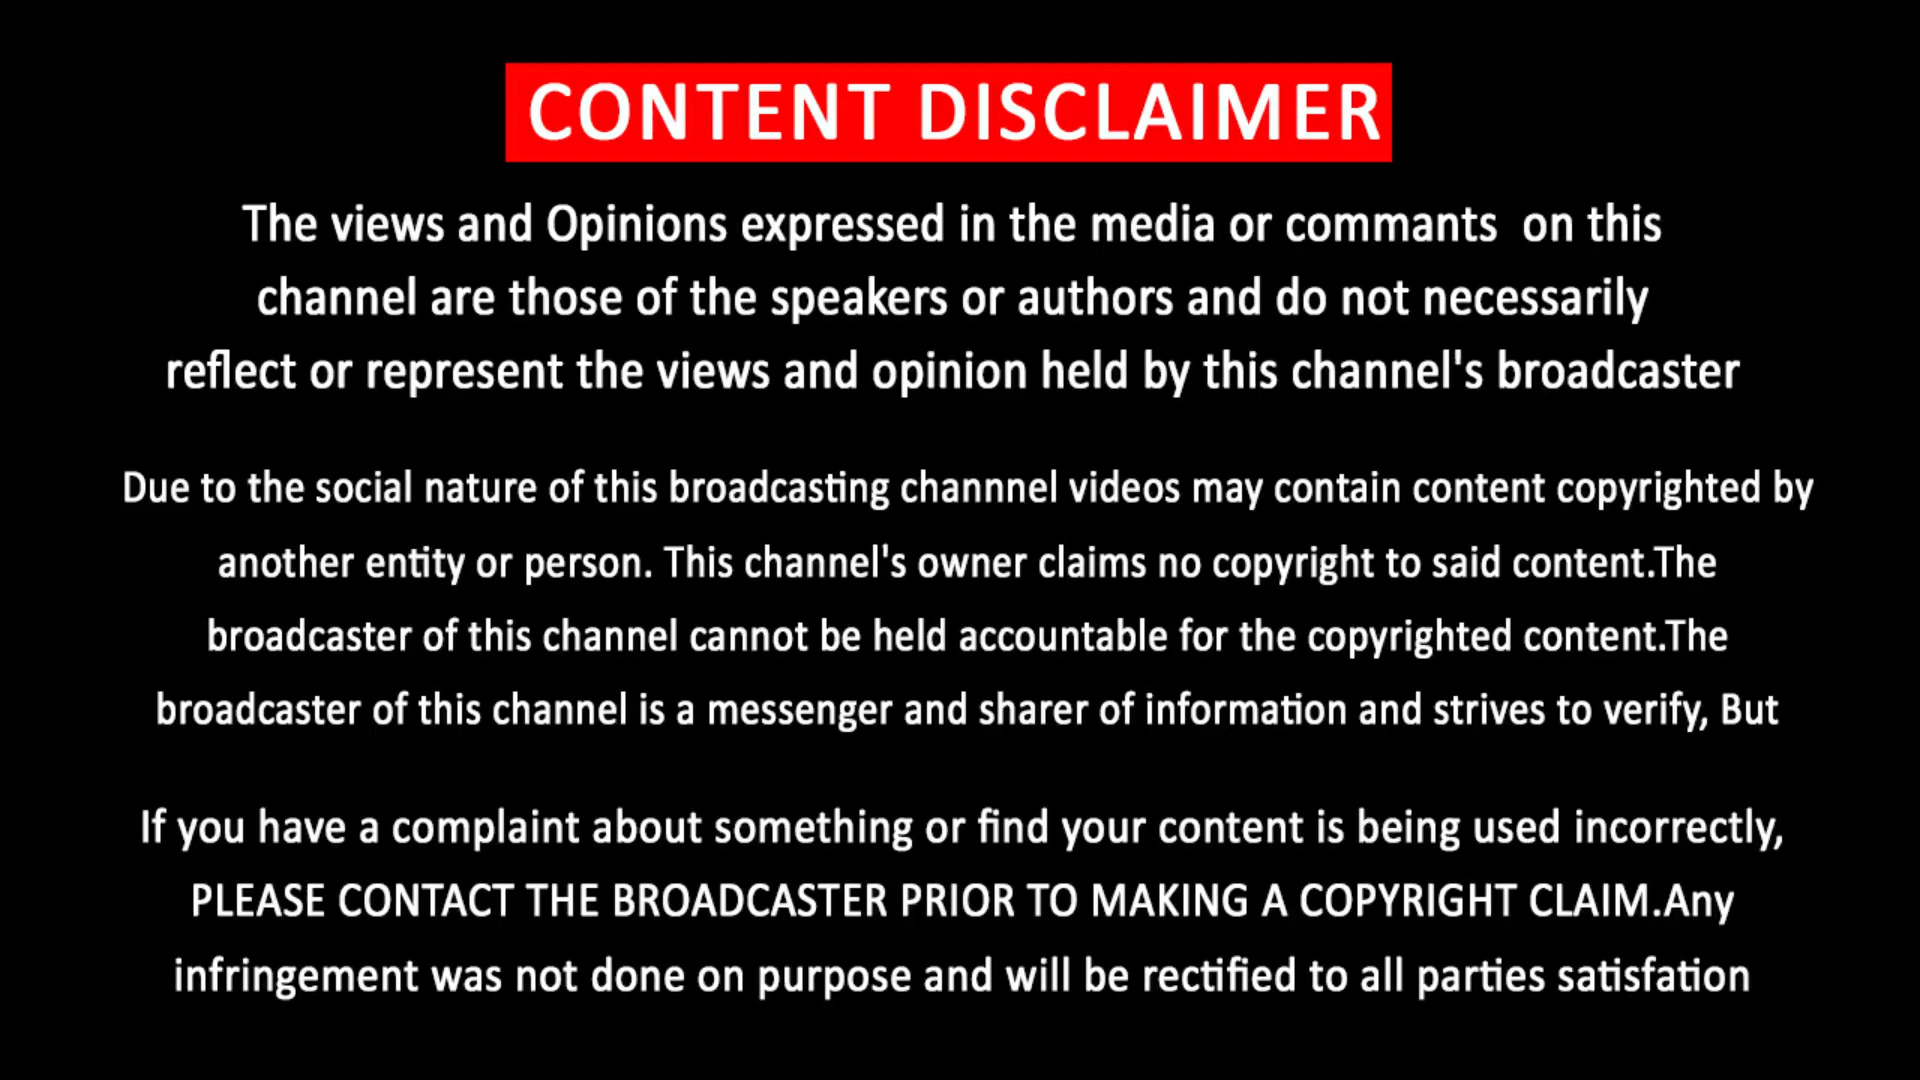 CONTENT DISCLAIMER
The views and Opinions expressed in the media or commants on this
channel are those of the speakers or authors and do not necessarily
reflect or represent the views and opinion held by this channel's broadcaster
Due to the social nature of this broadcasting channnel videos may contain content copyrighted by
another entity or person. This channel's owner claims no copyright to said content.The
broadcaster of this channel cannot be held accountable for the copyrighted content.The
broadcaster of this channel is a messenger and sharer of information and strives to verify, But
If you have a complaint about something or find your content is being used incorrectly,
PLEASE CONTACT THE BROADCASTER PRIOR TO MAKING A COPYRIGHT CLAIM.Any
infringement was not done on purpose and will be rectified to all parties satisfation